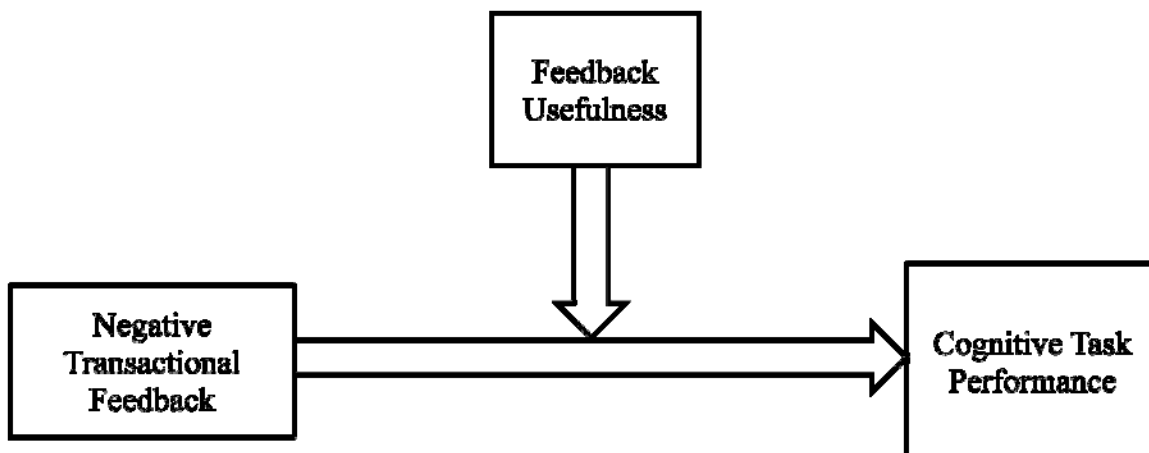 Feedback
Usefulness
Negative
Transactional
Feedback
Cognitive Task
Performance